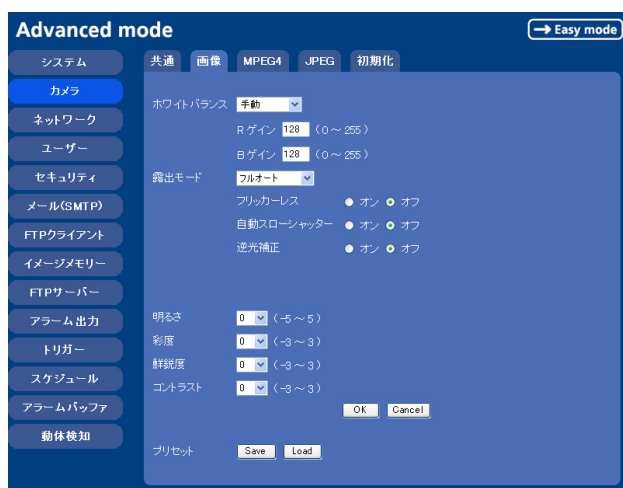 Advanced mode
→ Easy mode
システム
カメラ
ネットワーク
ユーザー
セキュリティ
メール(SMTP)
FTPクライアント
イメージメモリー
FTPサーバー
アラーム出力
トリガー
スケジュール
アラームバッファ
動体検知
共通 画像 MPEG4 JPEG 初期化
ホワイトバランス 手動
Rゲイン 128 (0～255)
Bゲイン 128 (0～255)
露出モード フルオート
フリッカーレス オン オフ
自動スローシャッター オン オフ
逆光補正 オン オフ
明るさ 0 (-5～5)
彩度 0 (-3～3)
鮮鋭度 0 (-3～3)
コントラスト 0 (-3～3)
OK Cancel
プリセット Save Load